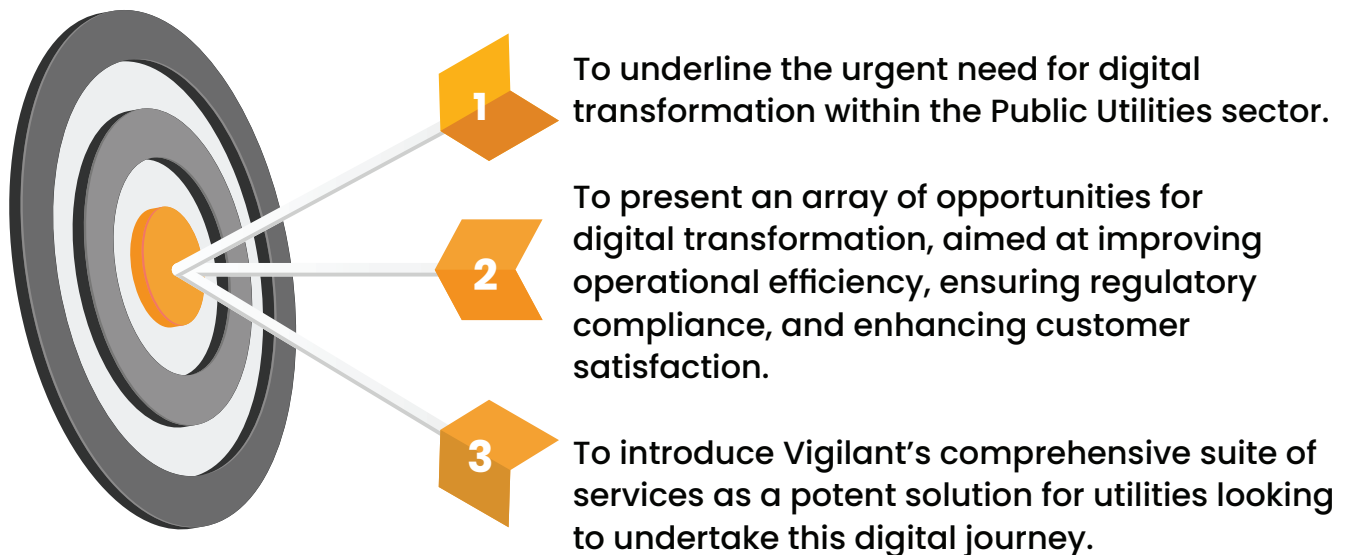 1
To underline the urgent need for digital
transformation within the Public Utilities sector.
2
To present an array of opportunities for
digital transformation, aimed at improving
operational efficiency, ensuring regulatory
compliance, and enhancing customer
satisfaction.
3
To introduce Vigilant’s comprehensive suite of
services as a potent solution for utilities looking
to undertake this digital journey.